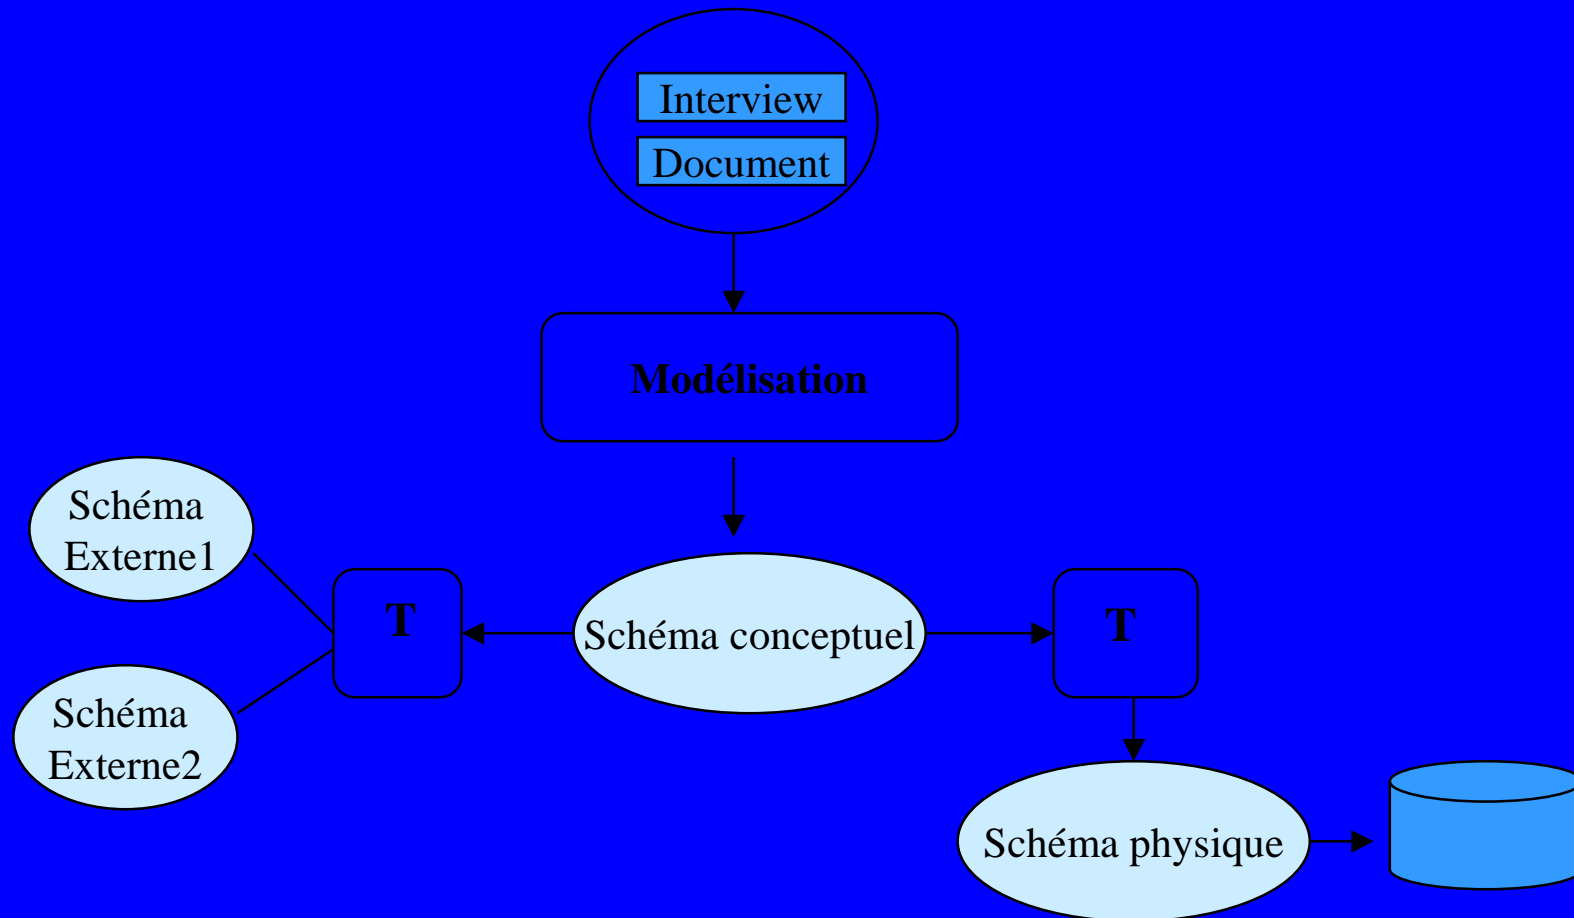 Interview
Document
Modélisation
Schéma
Externe1
T
Schéma conceptuel
T
Schéma
Externe2
Schéma physique